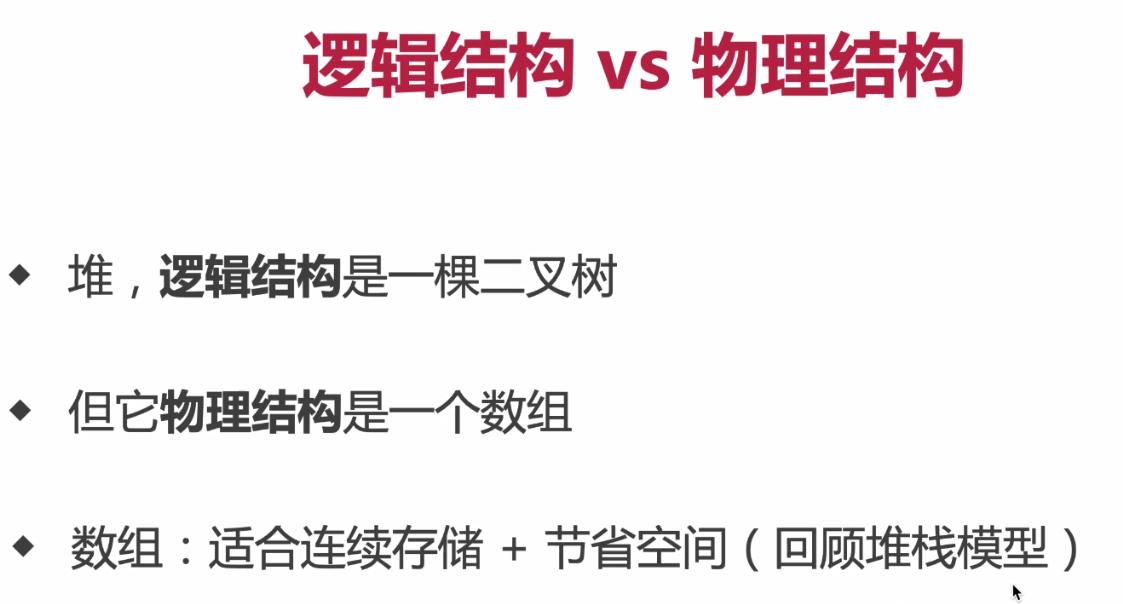 逻辑结构 vs 物理结构
◆ 堆，逻辑结构是一棵二叉树
◆ 但它物理结构是一个数组
◆ 数组：适合连续存储 + 节省空间（回顾堆栈模型）